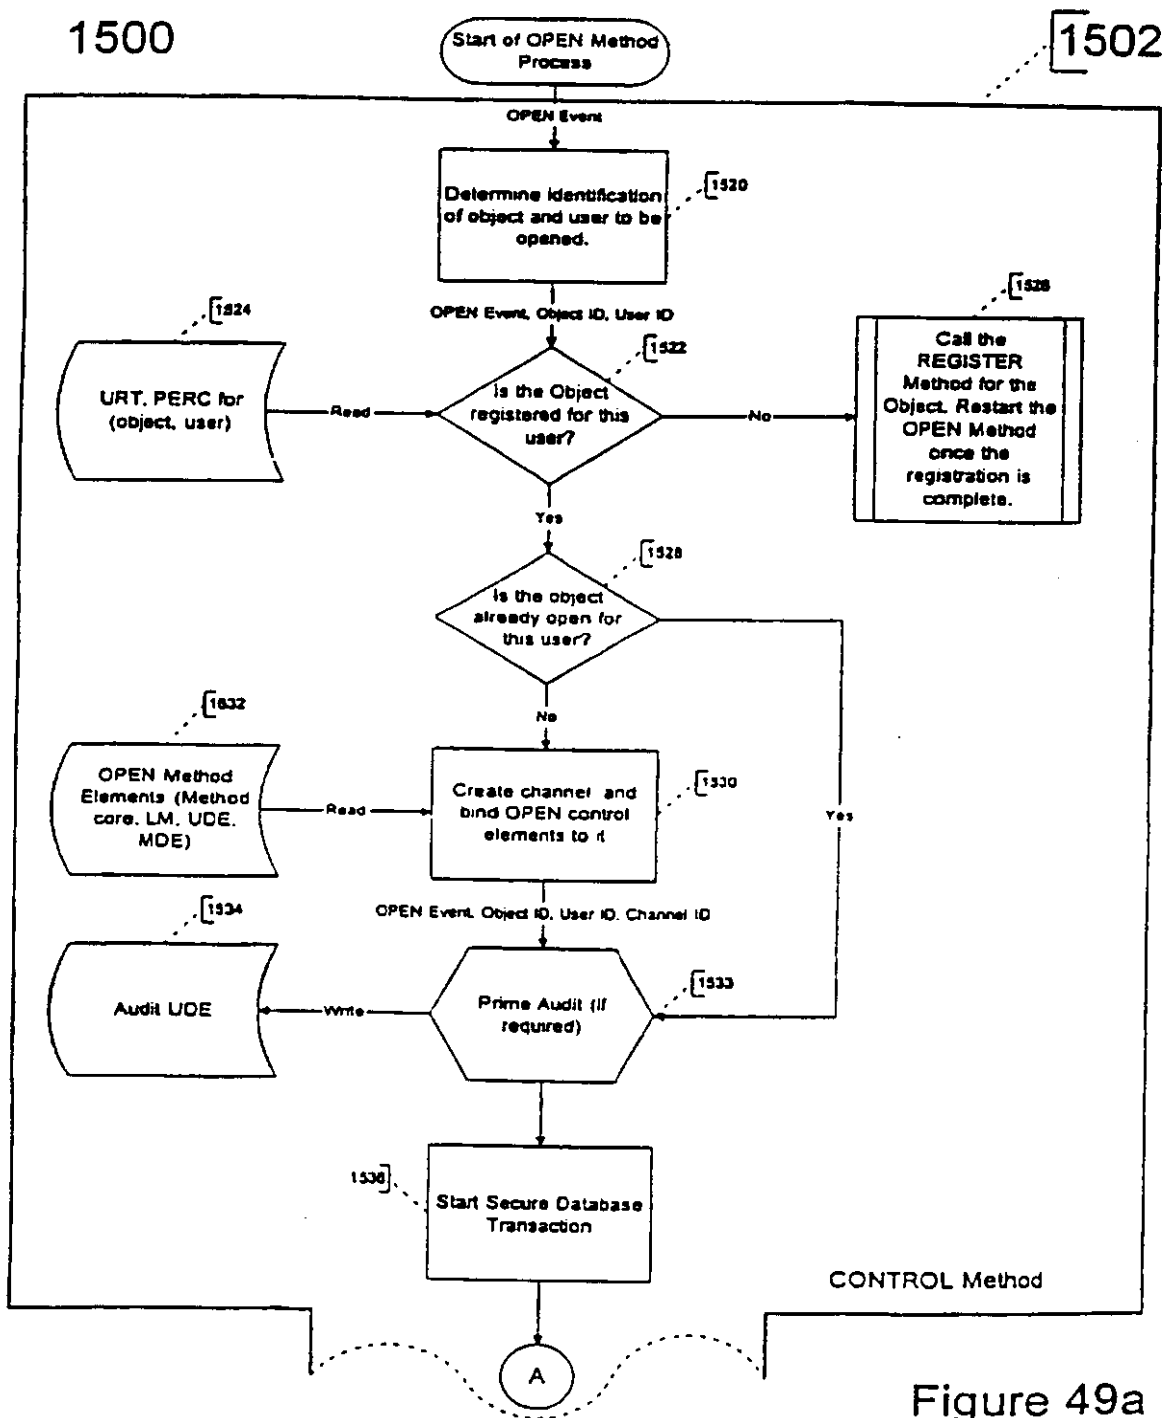 1500
Start of OPEN Method
Process
1502
OPEN Event
Determine identification
of object and user to be
opened.
1520
OPEN Event, Object ID, User ID
1524
URT, PERC for
(object, user)
Read
1522
Is the Object
registered for this
user?
No
1526
Call the
REGISTER
Method for the
Object. Restart the
OPEN Method
once the
registration is
complete.
Yes
1528
Is the object
already open for
this user?
No
Yes
1532
OPEN Method
Elements (Method
core, LM, UDE,
MDE)
Read
Create channel and
bind OPEN control
elements to it
1530
OPEN Event, Object ID, User ID, Channel ID
1534
Audit UDE
Write
Prime Audit (if
required)
1533
1536
Start Secure Database
Transaction
CONTROL Method
A
Figure 49a